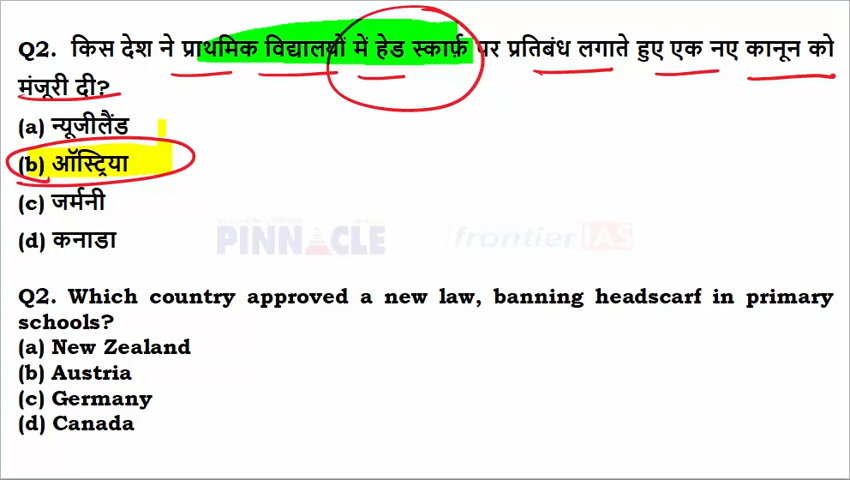 Q2. किस देश ने प्राथमिक विद्यालयों में हेड स्कार्फ़ पर प्रतिबंध लगाते हुए एक नए कानून को
मंजूरी दी?
(a) न्यूजीलैंड
(b) ऑस्ट्रिया
(c) जर्मनी
(d) कनाडा
PINNACLE frontier IAS
Q2. Which country approved a new law, banning headscarf in primary
schools?
(a) New Zealand
(b) Austria
(c) Germany
(d) Canada